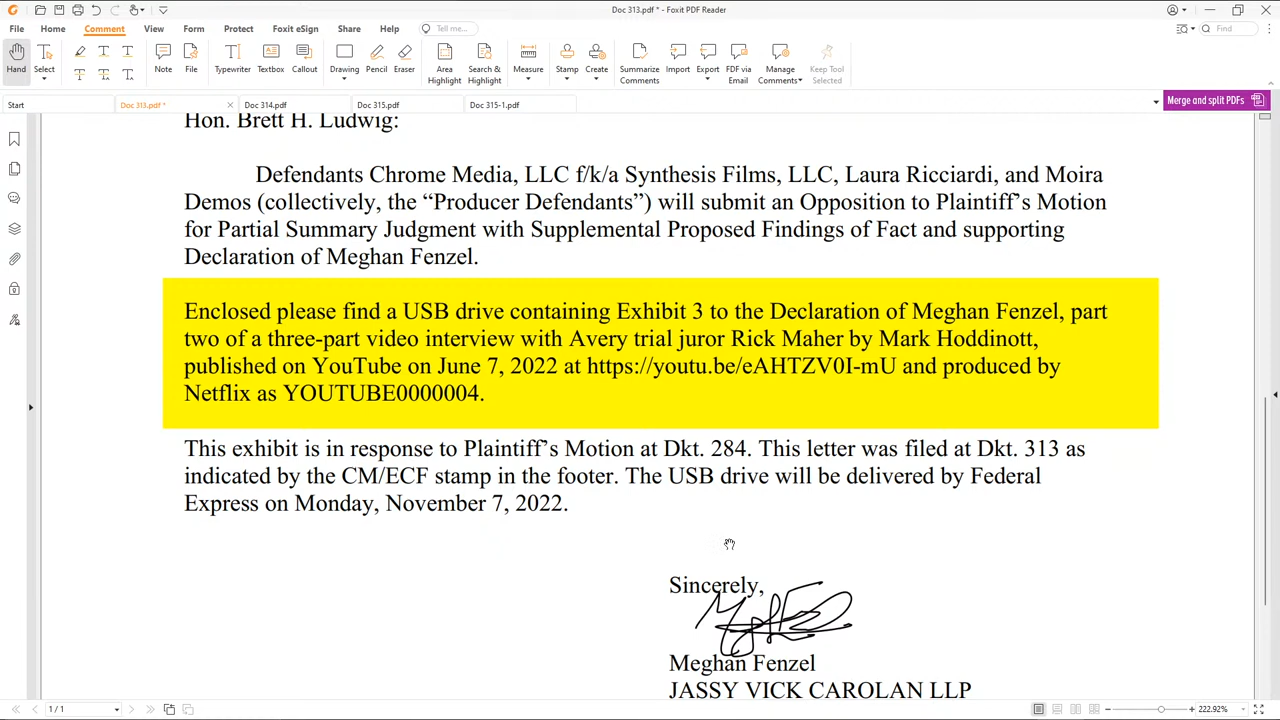 Doc 313.pdf * - Foxit PDF Reader
File Home Comment View Form Protect Foxit eSign Share Help Tell me... Find
Hand Select Note File Typewriter Textbox Callout Drawing Pencil Eraser Area Highlight Search & Highlight Measure Stamp Create Summarize Comments Import Export FDF via Email Manage Comments Keep Tool Selected
Start Doc 313.pdf * Doc 314.pdf Doc 315.pdf Doc 315-1.pdf Merge and split PDFs
Hon. Brett H. Ludwig:
Defendants Chrome Media, LLC f/k/a Synthesis Films, LLC, Laura Ricciardi, and Moira
Demos (collectively, the “Producer Defendants”) will submit an Opposition to Plaintiff’s Motion
for Partial Summary Judgment with Supplemental Proposed Findings of Fact and supporting
Declaration of Meghan Fenzel.
Enclosed please find a USB drive containing Exhibit 3 to the Declaration of Meghan Fenzel, part
two of a three-part video interview with Avery trial juror Rick Maher by Mark Hoddinott,
published on YouTube on June 7, 2022 at https://youtu.be/eAHTZV0I-mU and produced by
Netflix as YOUTUBE0000004.
This exhibit is in response to Plaintiff’s Motion at Dkt. 284. This letter was filed at Dkt. 313 as
indicated by the CM/ECF stamp in the footer. The USB drive will be delivered by Federal
Express on Monday, November 7, 2022.
Sincerely,
Meghan Fenzel
JASSY VICK CAROLAN LLP
1 / 1 222.92%